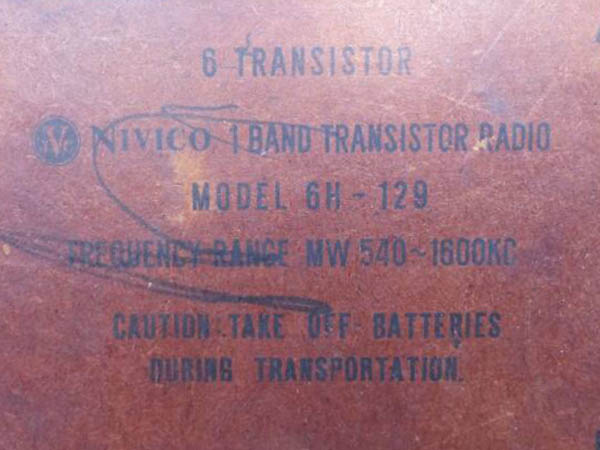 6 TRANSISTOR
JVC NIVICO 1 BAND TRANSISTOR RADIO
MODEL 6H - 129
FREQUENCY RANGE MW 540~1600KC
CAUTION: TAKE OFF BATTERIES
DURING TRANSPORTATION.